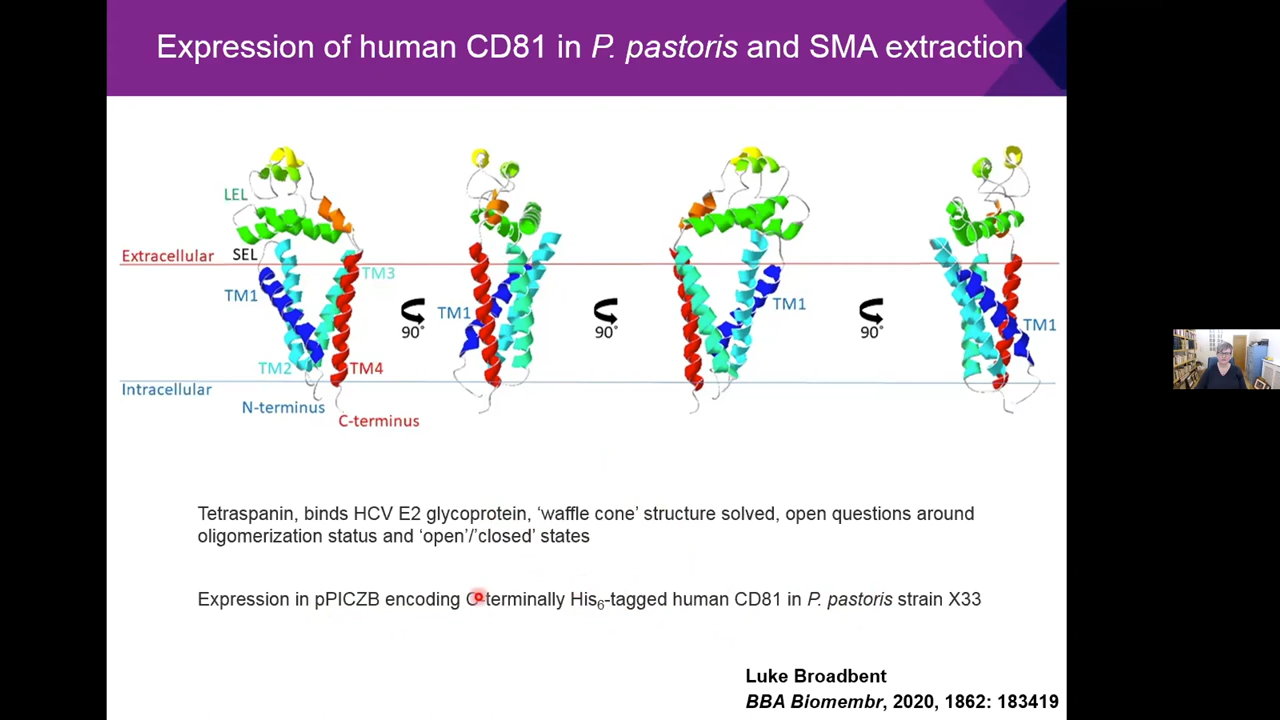 Expression of human CD81 in P. pastoris and SMA extraction
LEL
Extracellular
SEL
TM3
TM1
TM1
TM1
TM1
90°
90°
90°
TM2
TM4
Intracellular
N-terminus
C-terminus
Tetraspanin, binds HCV E2 glycoprotein, ‘waffle cone’ structure solved, open questions around
oligomerization status and ‘open’/’closed’ states
Expression in pPICZB encoding C-terminally His₆-tagged human CD81 in P. pastoris strain X33
Luke Broadbent
BBA Biomembr, 2020, 1862: 183419